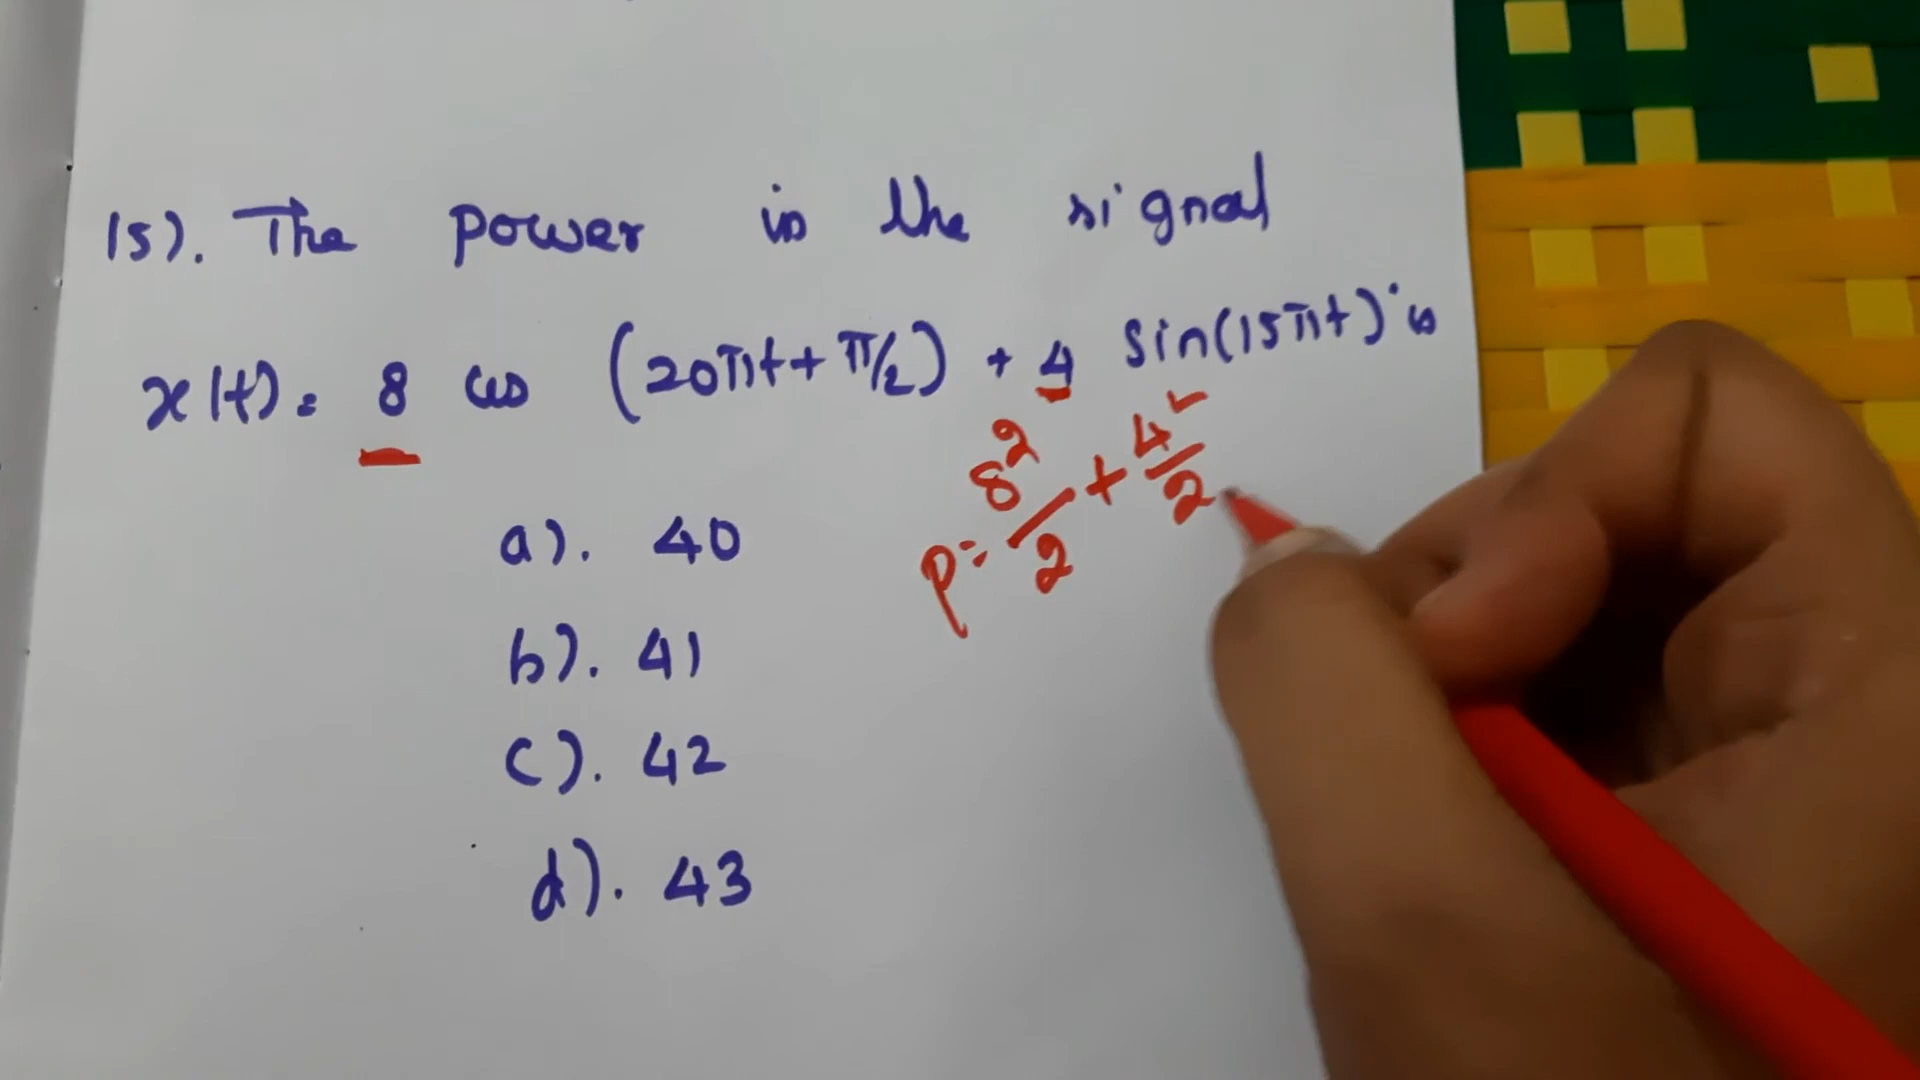 15). The power in the signal
x(t) = 8 cos (20πt + π/2) + 4 sin(15πt) is
P = 8²/2 + 4²/2
a). 40
b). 41
c). 42
d). 43